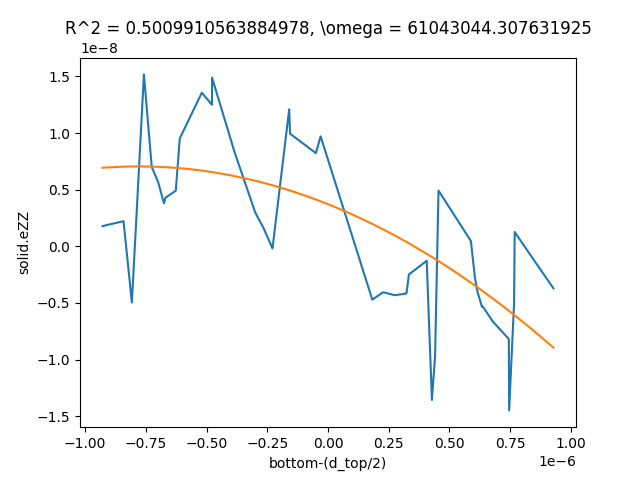 R^2 = 0.5009910563884978, \omega = 61043044.307631925
1e−8
1.5
1.0
0.5
0.0
−0.5
−1.0
−1.5
solid.eZZ
−1.00 −0.75 −0.50 −0.25 0.00 0.25 0.50 0.75 1.00
bottom-(d_top/2)
1e−6